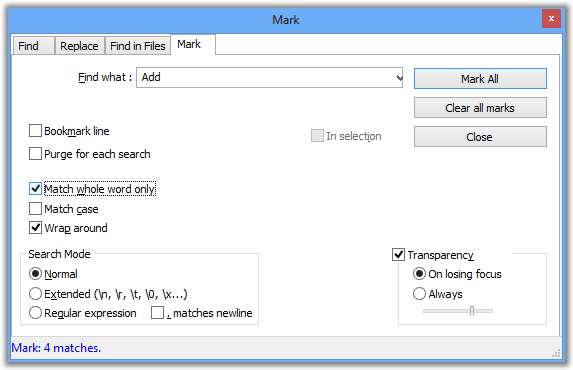 Mark
x
Find Replace Find in Files Mark
Find what : Add
Mark All
Clear all marks
Bookmark line
In selection
Close
Purge for each search
Match whole word only
Match case
Wrap around
Search Mode
Transparency
Normal
On losing focus
Extended (\n, \r, \t, \0, \x...)
Always
Regular expression . matches newline
Mark: 4 matches.